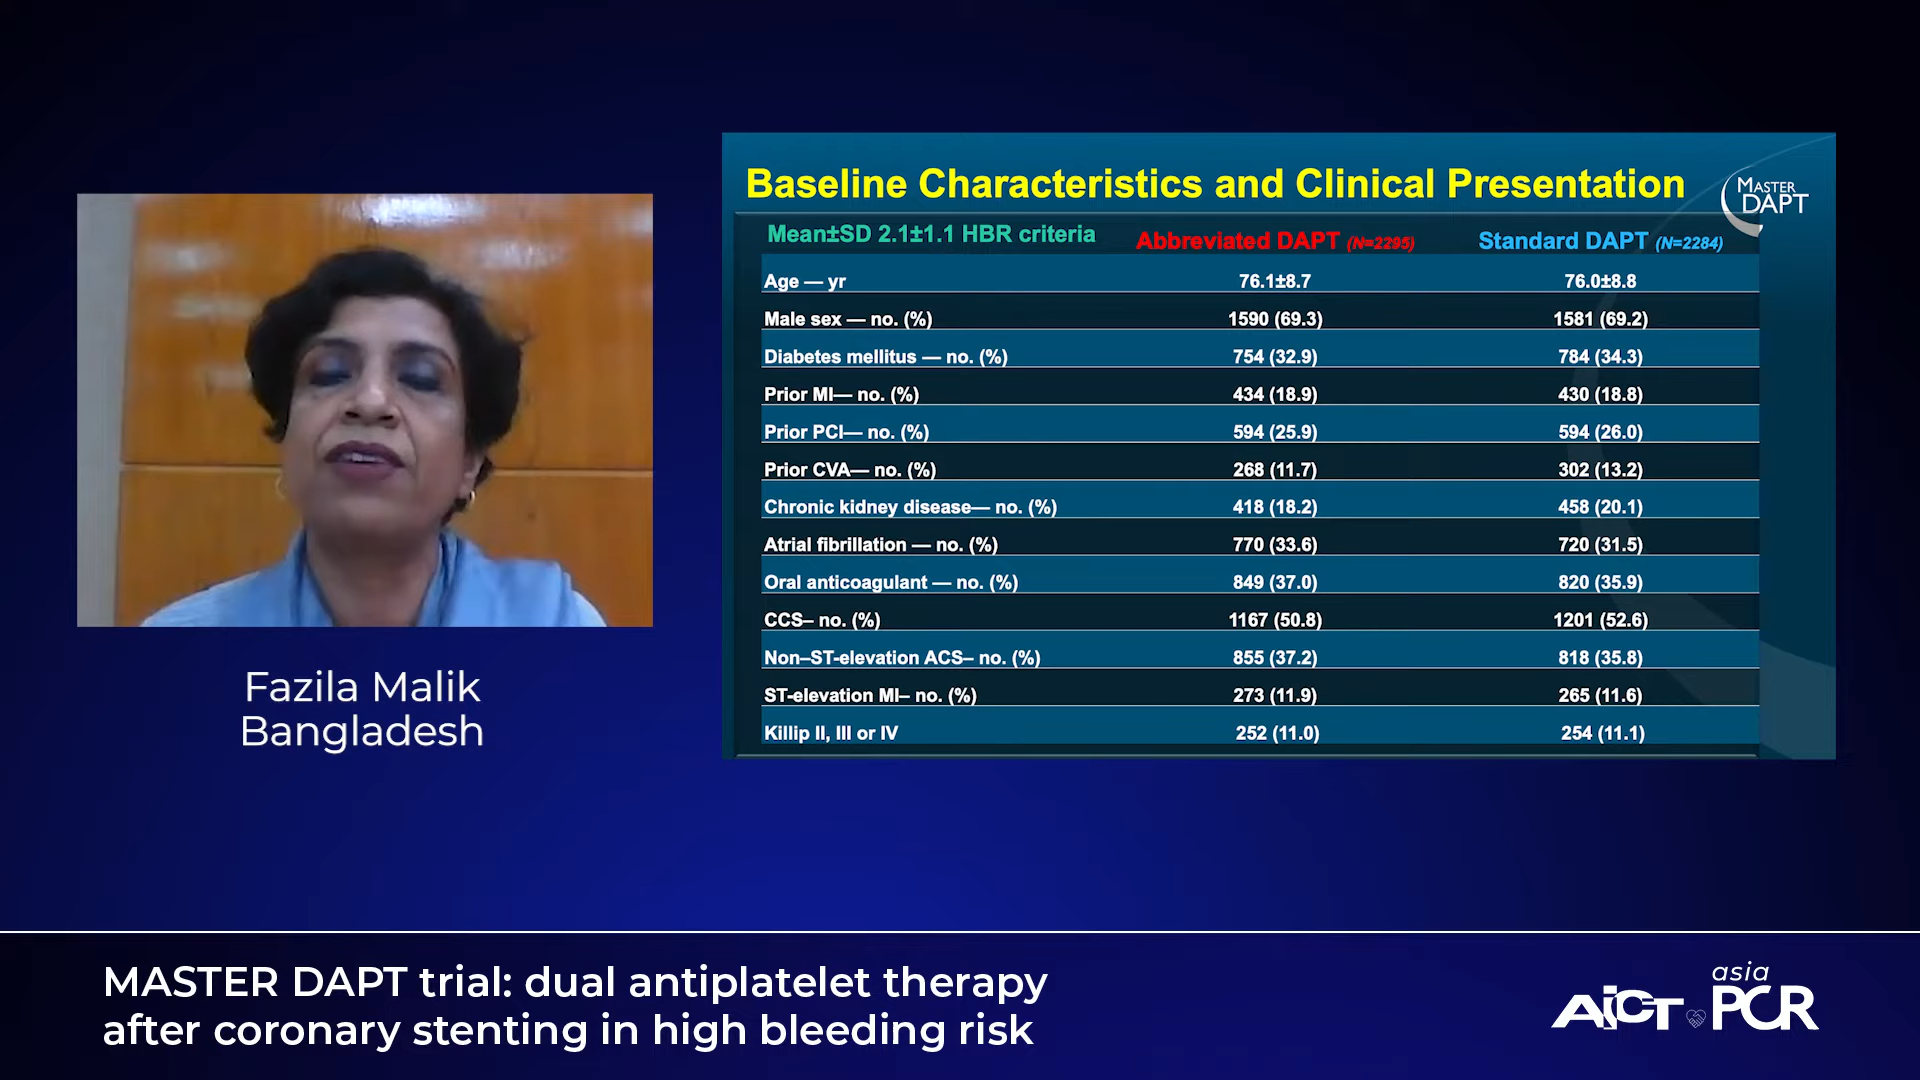 Baseline Characteristics and Clinical Presentation
MASTER
DAPT
Mean±SD 2.1±1.1 HBR criteria Abbreviated DAPT (N=2295) Standard DAPT (N=2284)
Age — yr 76.1±8.7 76.0±8.8
Male sex — no. (%) 1590 (69.3) 1581 (69.2)
Diabetes mellitus — no. (%) 754 (32.9) 784 (34.3)
Prior MI— no. (%) 434 (18.9) 430 (18.8)
Prior PCI— no. (%) 594 (25.9) 594 (26.0)
Prior CVA— no. (%) 268 (11.7) 302 (13.2)
Chronic kidney disease— no. (%) 418 (18.2) 458 (20.1)
Atrial fibrillation — no. (%) 770 (33.6) 720 (31.5)
Oral anticoagulant — no. (%) 849 (37.0) 820 (35.9)
CCS– no. (%) 1167 (50.8) 1201 (52.6)
Non–ST-elevation ACS– no. (%) 855 (37.2) 818 (35.8)
ST-elevation MI– no. (%) 273 (11.9) 265 (11.6)
Killip II, III or IV 252 (11.0) 254 (11.1)
Fazila Malik
Bangladesh
MASTER DAPT trial: dual antiplatelet therapy
after coronary stenting in high bleeding risk
asia
AICT PCR